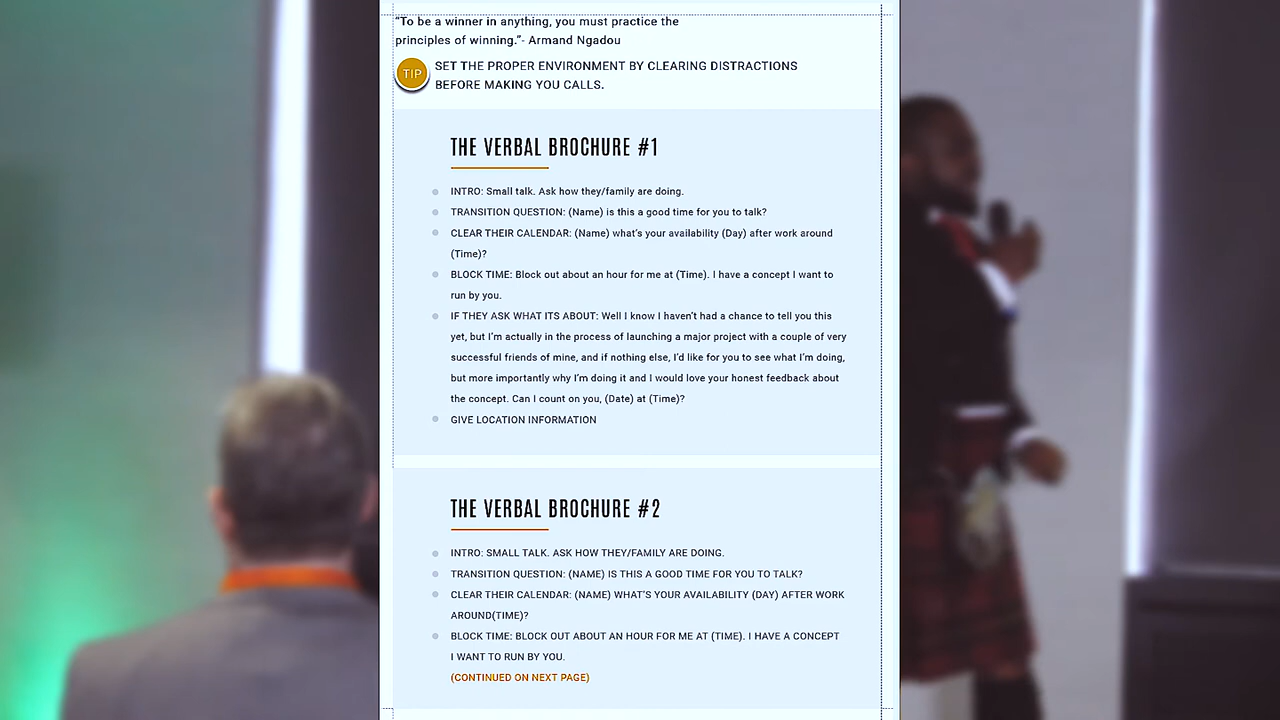 “To be a winner in anything, you must practice the
principles of winning.”- Armand Ngadou
TIP
SET THE PROPER ENVIRONMENT BY CLEARING DISTRACTIONS
BEFORE MAKING YOU CALLS.
THE VERBAL BROCHURE #1
INTRO: Small talk. Ask how they/family are doing.
TRANSITION QUESTION: (Name) is this a good time for you to talk?
CLEAR THEIR CALENDAR: (Name) what's your availability (Day) after work around
(Time)?
BLOCK TIME: Block out about an hour for me at (Time). I have a concept I want to
run by you.
IF THEY ASK WHAT ITS ABOUT: Well I know I haven't had a chance to tell you this
yet, but I'm actually in the process of launching a major project with a couple of very
successful friends of mine, and if nothing else, I'd like for you to see what I'm doing,
but more importantly why I'm doing it and I would love your honest feedback about
the concept. Can I count on you, (Date) at (Time)?
GIVE LOCATION INFORMATION
THE VERBAL BROCHURE #2
INTRO: SMALL TALK. ASK HOW THEY/FAMILY ARE DOING.
TRANSITION QUESTION: (NAME) IS THIS A GOOD TIME FOR YOU TO TALK?
CLEAR THEIR CALENDAR: (NAME) WHAT'S YOUR AVAILABILITY (DAY) AFTER WORK
AROUND(TIME)?
BLOCK TIME: BLOCK OUT ABOUT AN HOUR FOR ME AT (TIME). I HAVE A CONCEPT
I WANT TO RUN BY YOU.
(CONTINUED ON NEXT PAGE)